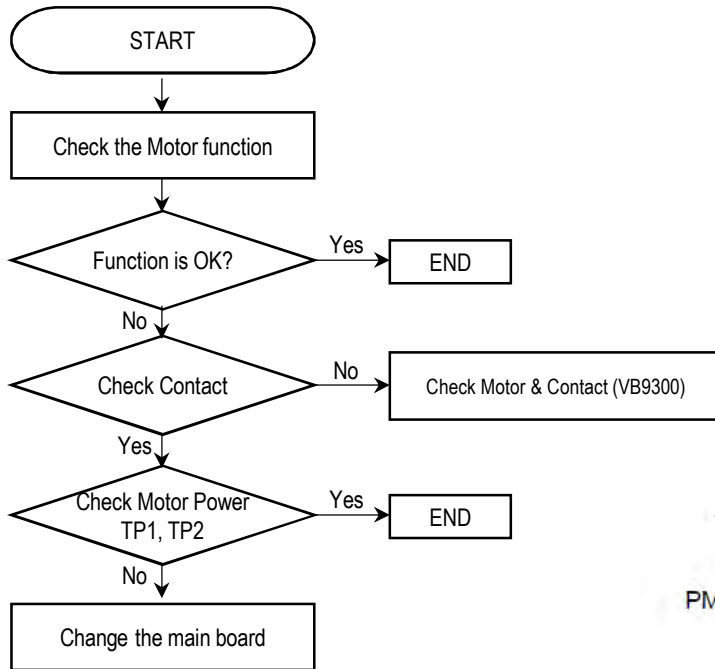 START
Check the Motor function
Function is OK?
Yes
END
No
Check Contact
No
Check Motor & Contact (VB9300)
Yes
Check Motor Power
TP1, TP2
Yes
END
No
Change the main board
PM